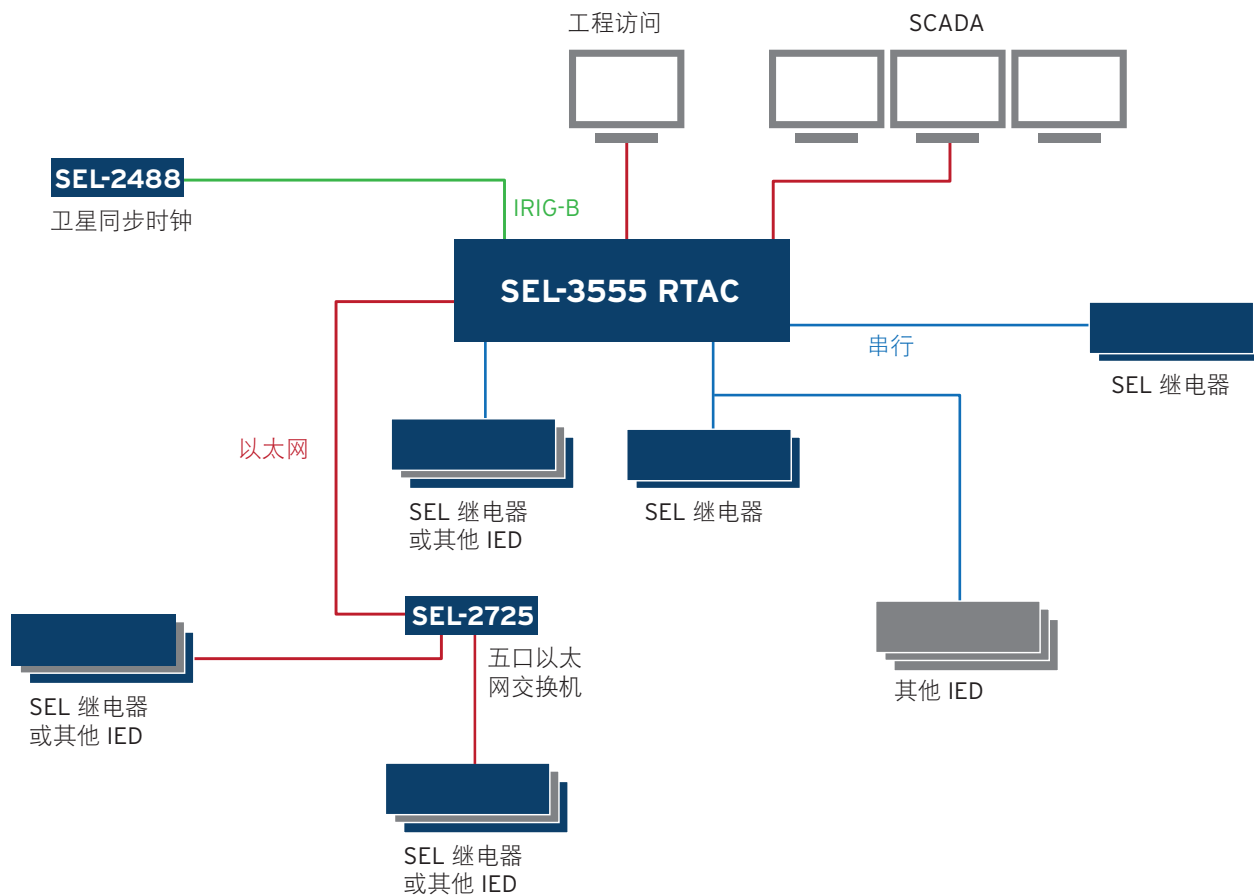 工程访问
SCADA
SEL-2488
卫星同步时钟
IRIG-B
SEL-3555 RTAC
串行
SEL 继电器
以太网
SEL 继电器
或其他 IED
SEL 继电器
SEL-2725
五口以太
网交换机
其他 IED
SEL 继电器
或其他 IED
SEL 继电器
或其他 IED